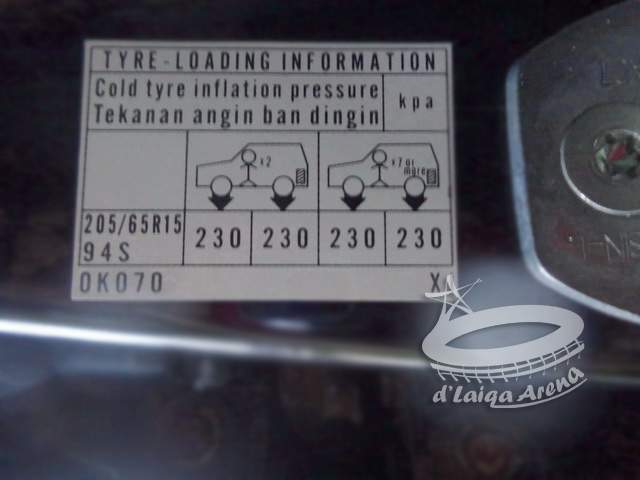 TYRE-LOADING INFORMATION
Cold tyre inflation pressure
Tekanan angin ban dingin
kpa
x2
x7 or
more
205/65R15
94S
230 230 230 230
0K070 X
d'Laiqa Arena